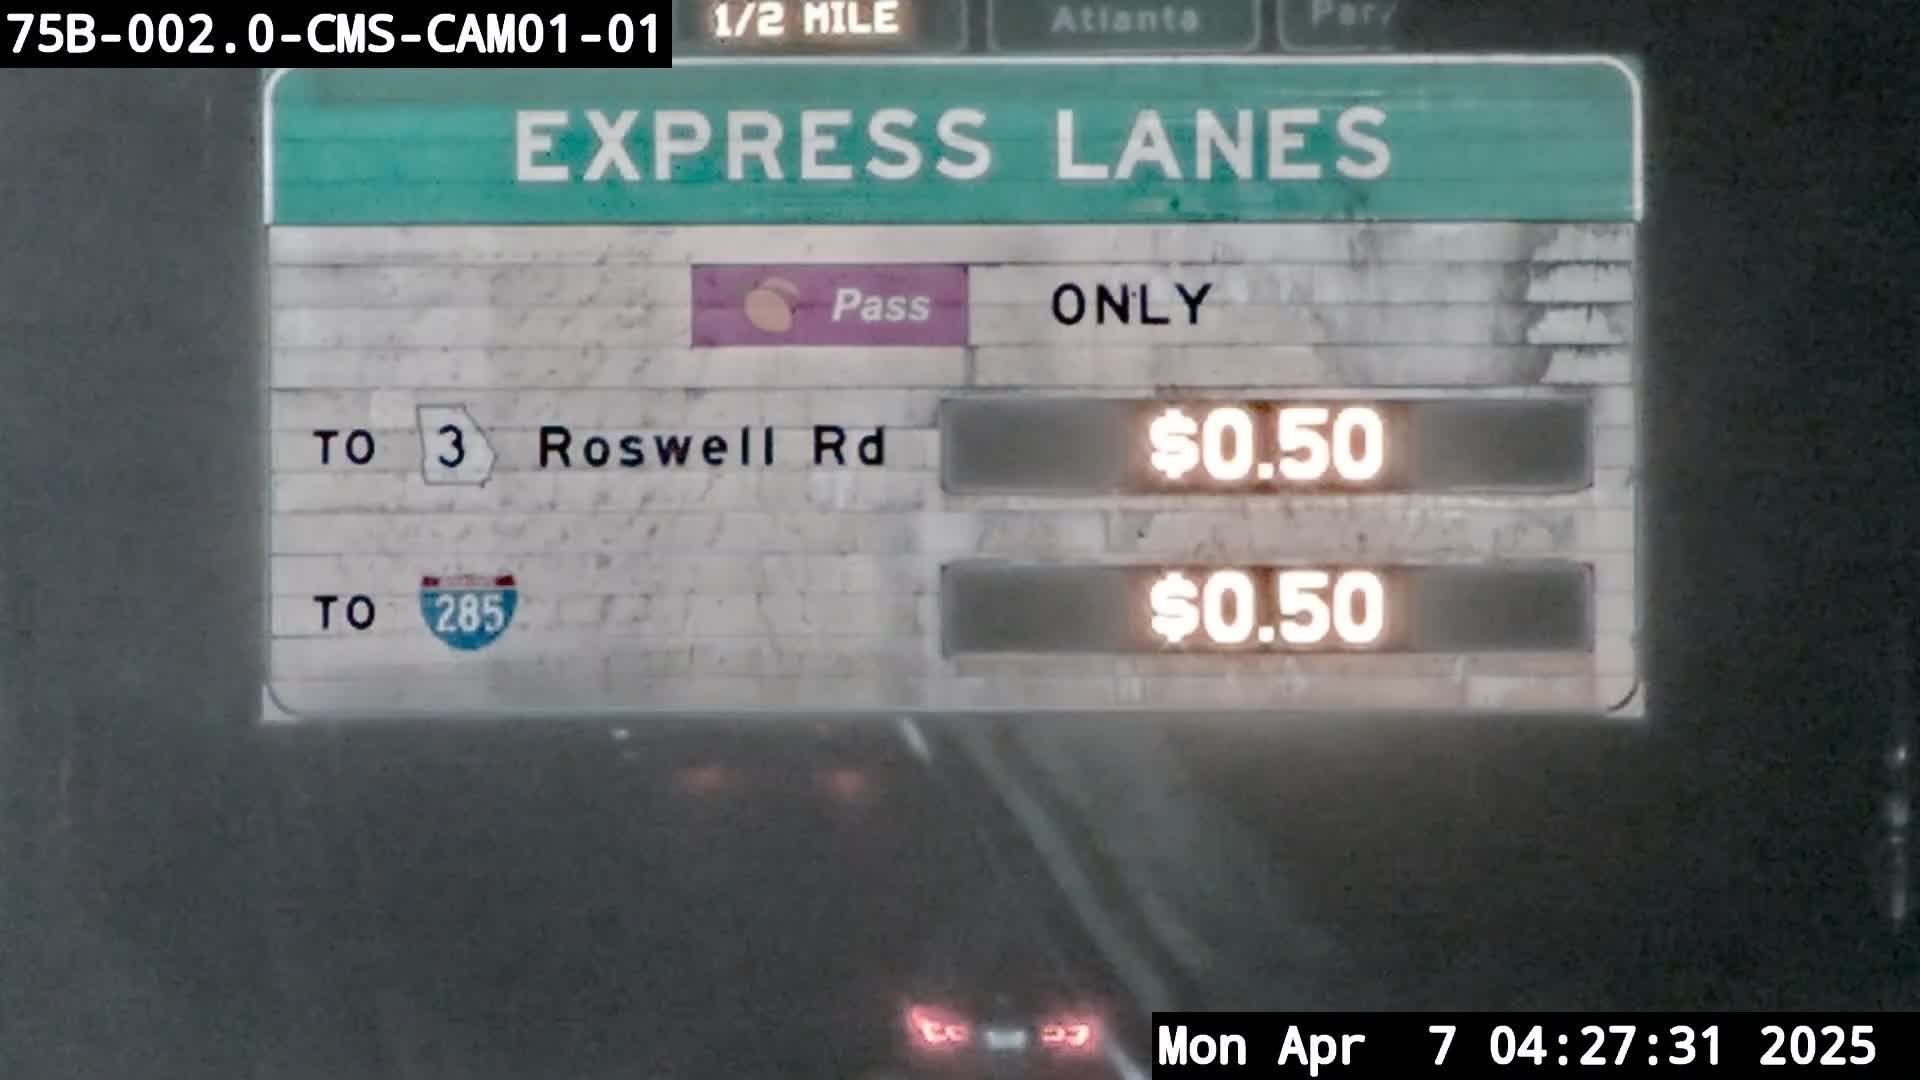 75B-002.0-CMS-CAM01-01
1/2 MILE
Atlanta
EXPRESS LANES
Pass ONLY
TO 3 Roswell Rd $0.50
TO 285 $0.50
Mon Apr 7 04:27:31 2025